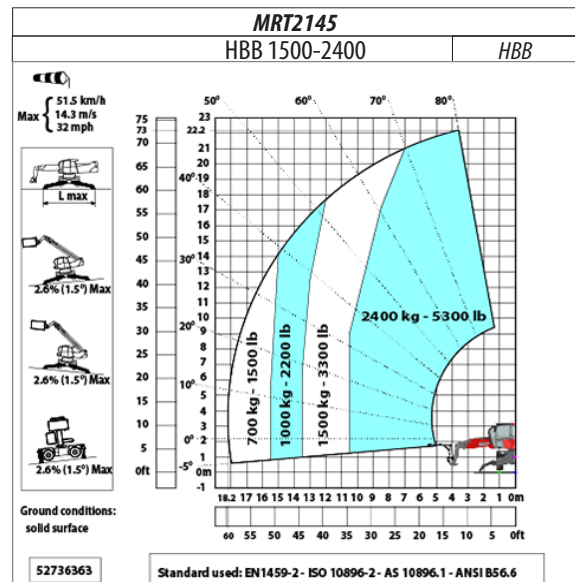 MRT2145
HBB 1500-2400 HBB
51.5 km/h
Max { 14.3 m/s
32 mph
L max
2.6% (1.5°) Max
2.6% (1.5°) Max
2.6% (1.5°) Max
Ground conditions:
solid surface
52736363
50° 60° 70° 80°
40°
30°
20°
10°
0°
-5°
75
73
70
65
60
55
50
45
40
35
30
25
20
15
10
5
0ft
23
22.2
21
20
19
18
17
16
15
14
13
12
11
10
9
8
7
6
5
4
3
2
1
0m
-1
700 kg - 1500 lb
1000 kg - 2200 lb
1500 kg - 3300 lb
2400 kg - 5300 lb
18.2 17 16 15 14 13 12 11 10 9 8 7 6 5 4 3 2 1 0m
60 55 50 45 40 35 30 25 20 15 10 5 0ft
Standard used: EN1459-2 - ISO 10896-2 - AS 10896.1 - ANSI B56.6